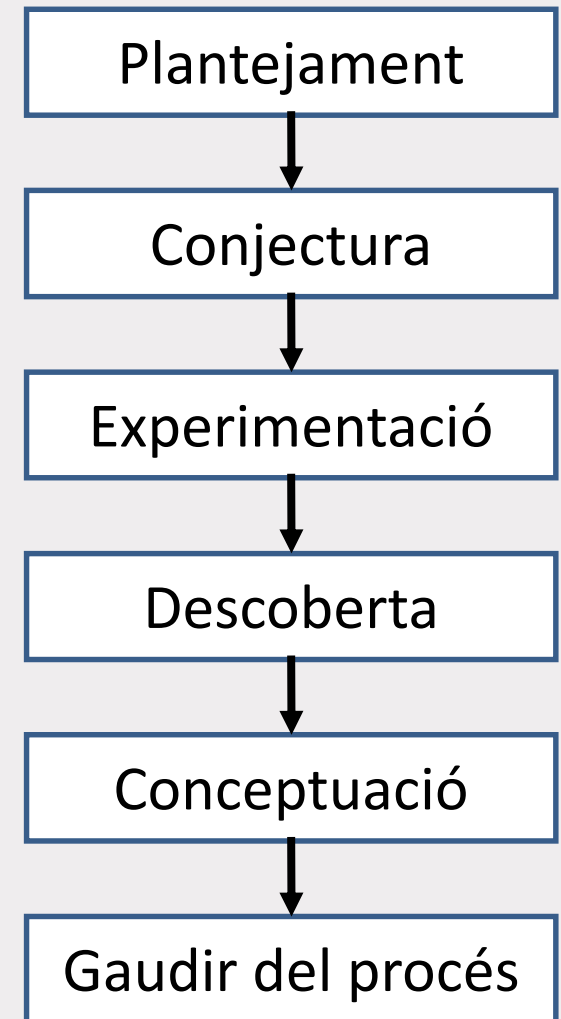 Plantejament
Conjectura
Experimentació
Descoberta
Conceptuació
Gaudir del procés